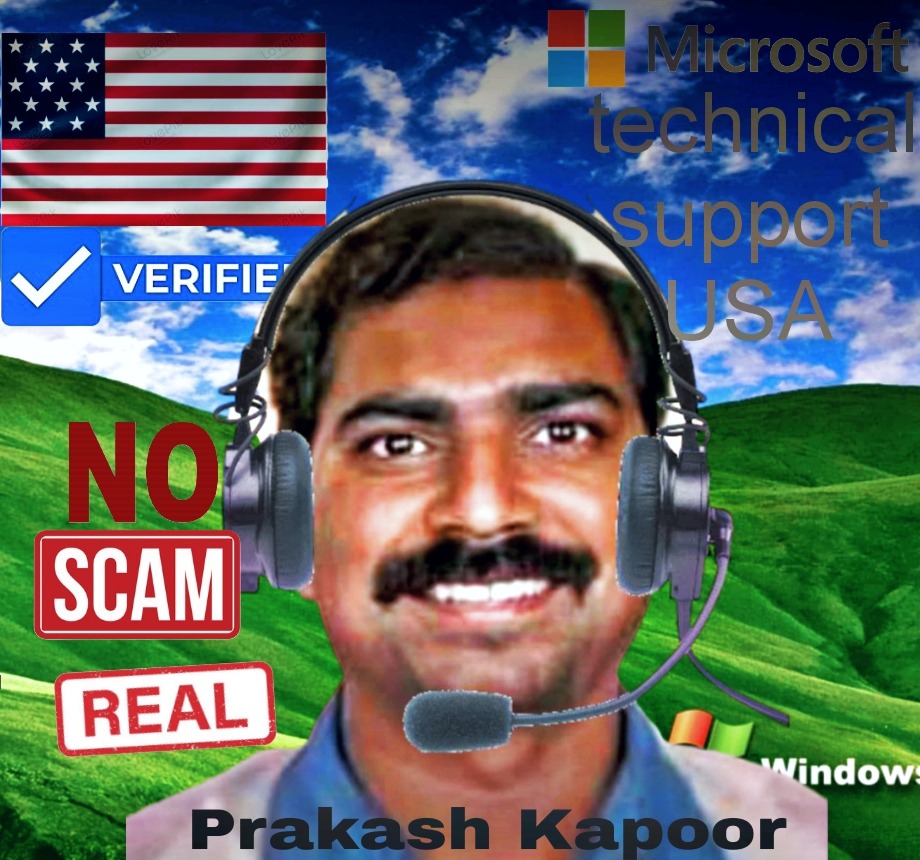 Microsoft
technical
support
USA
VERIFIE
NO
SCAM
REAL
Windows
Prakash Kapoor